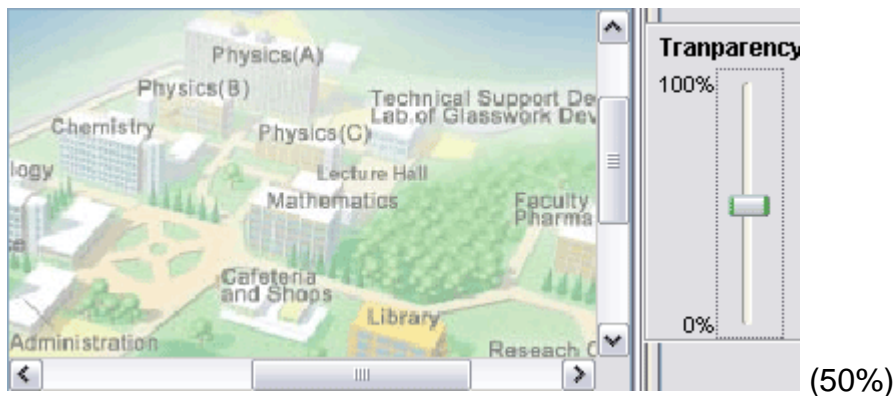 Physics(A)
Physics(B)
Technical Support De
Lab.of Glasswork Dev
Chemistry
Physics(C)
logy
Lecture Hall
Mathematics
Faculty
Pharma
se
Cafeteria
and Shops
Library
Administration
Reseach C
Tranparency
100%
0%
(50%)